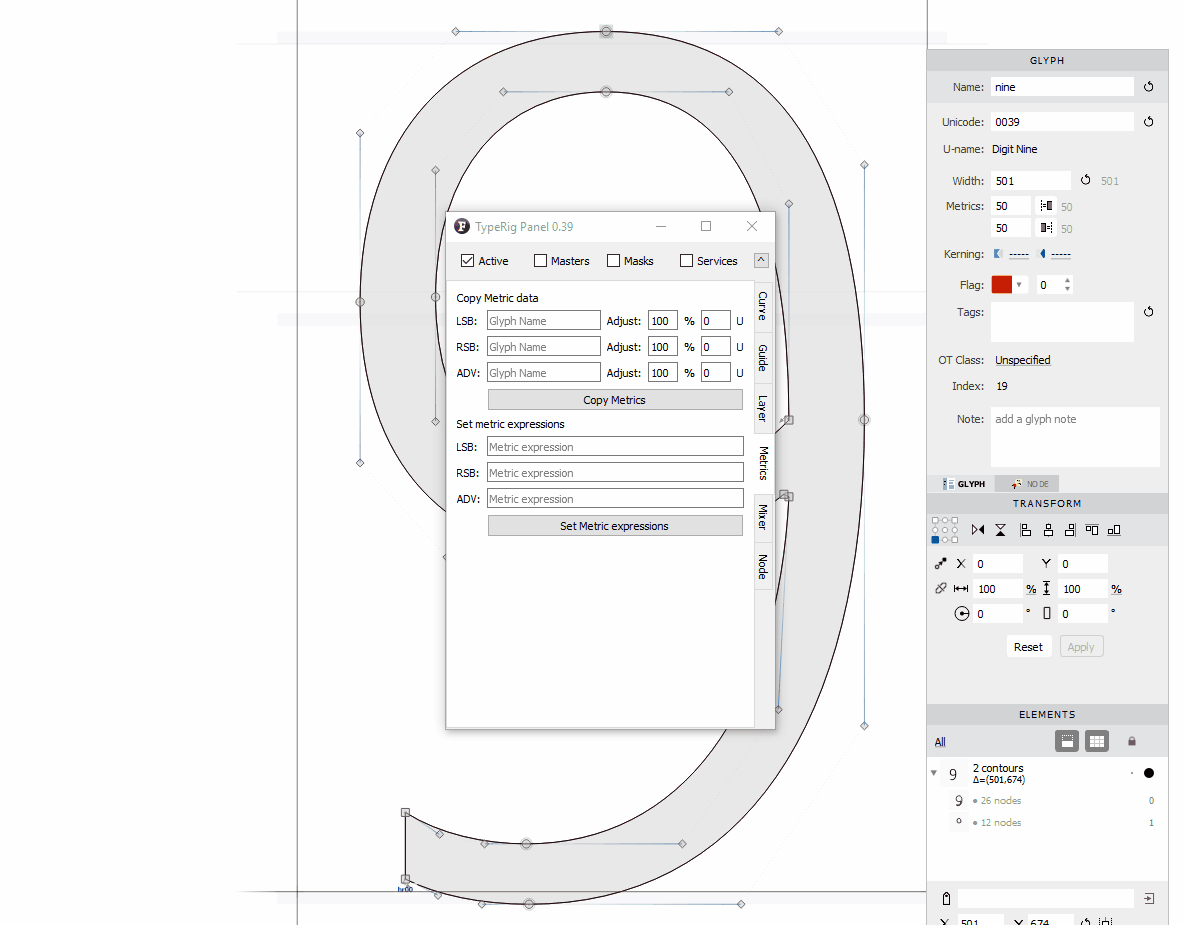 TypeRig Panel 0.39
Active Masters Masks Services
Copy Metric data
LSB: Glyph Name Adjust: 100 % 0 U
RSB: Glyph Name Adjust: 100 % 0 U
ADV: Glyph Name Adjust: 100 % 0 U
Copy Metrics
Set metric expressions
LSB: Metric expression
RSB: Metric expression
ADV: Metric expression
Set Metric expressions
Curve
Guide
Layer
Metrics
Mixer
Node
GLYPH
Name: nine
Unicode: 0039
U-name: Digit Nine
Width: 501 501
Metrics: 50 50
50 50
Kerning: ----- -----
Flag: 0
Tags:
OT Class: Unspecified
Index: 19
Note: add a glyph note
GLYPH NODE
TRANSFORM
X 0 Y 0
100 % 100 %
0 ° 0 °
Reset Apply
ELEMENTS
All
9 2 contours
Δ=(501,674)
9 • 26 nodes 0
• 12 nodes 1
X 501 Y 674